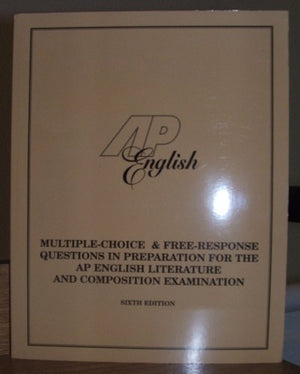 AP
English
MULTIPLE-CHOICE & FREE-RESPONSE
QUESTIONS IN PREPARATION FOR THE
AP ENGLISH LITERATURE
AND COMPOSITION EXAMINATION
SIXTH EDITION